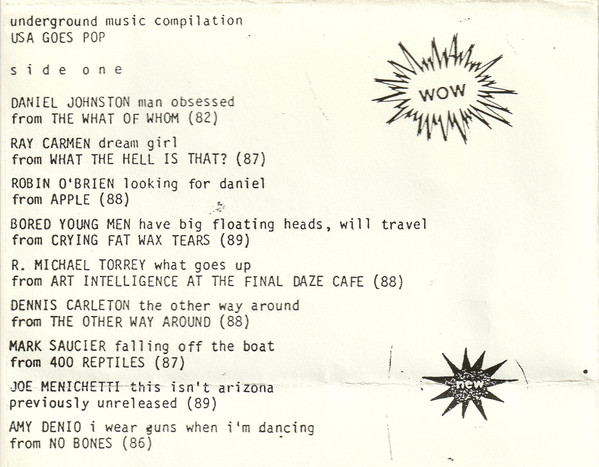 underground music compilation
USA GOES POP
side one
DANIEL JOHNSTON man obsessed
from THE WHAT OF WHOM (82)
RAY CARMEN dream girl
from WHAT THE HELL IS THAT? (87)
ROBIN O'BRIEN looking for daniel
from APPLE (88)
BORED YOUNG MEN have big floating heads, will travel
from CRYING FAT WAX TEARS (89)
R. MICHAEL TORREY what goes up
from ART INTELLIGENCE AT THE FINAL DAZE CAFE (88)
DENNIS CARLETON the other way around
from THE OTHER WAY AROUND (88)
MARK SAUCIER falling off the boat
from 400 REPTILES (87)
JOE MENICHETTI this isn't arizona
previously unreleased (89)
AMY DENIO i wear guns when i'm dancing
from NO BONES (86)
WOW
new